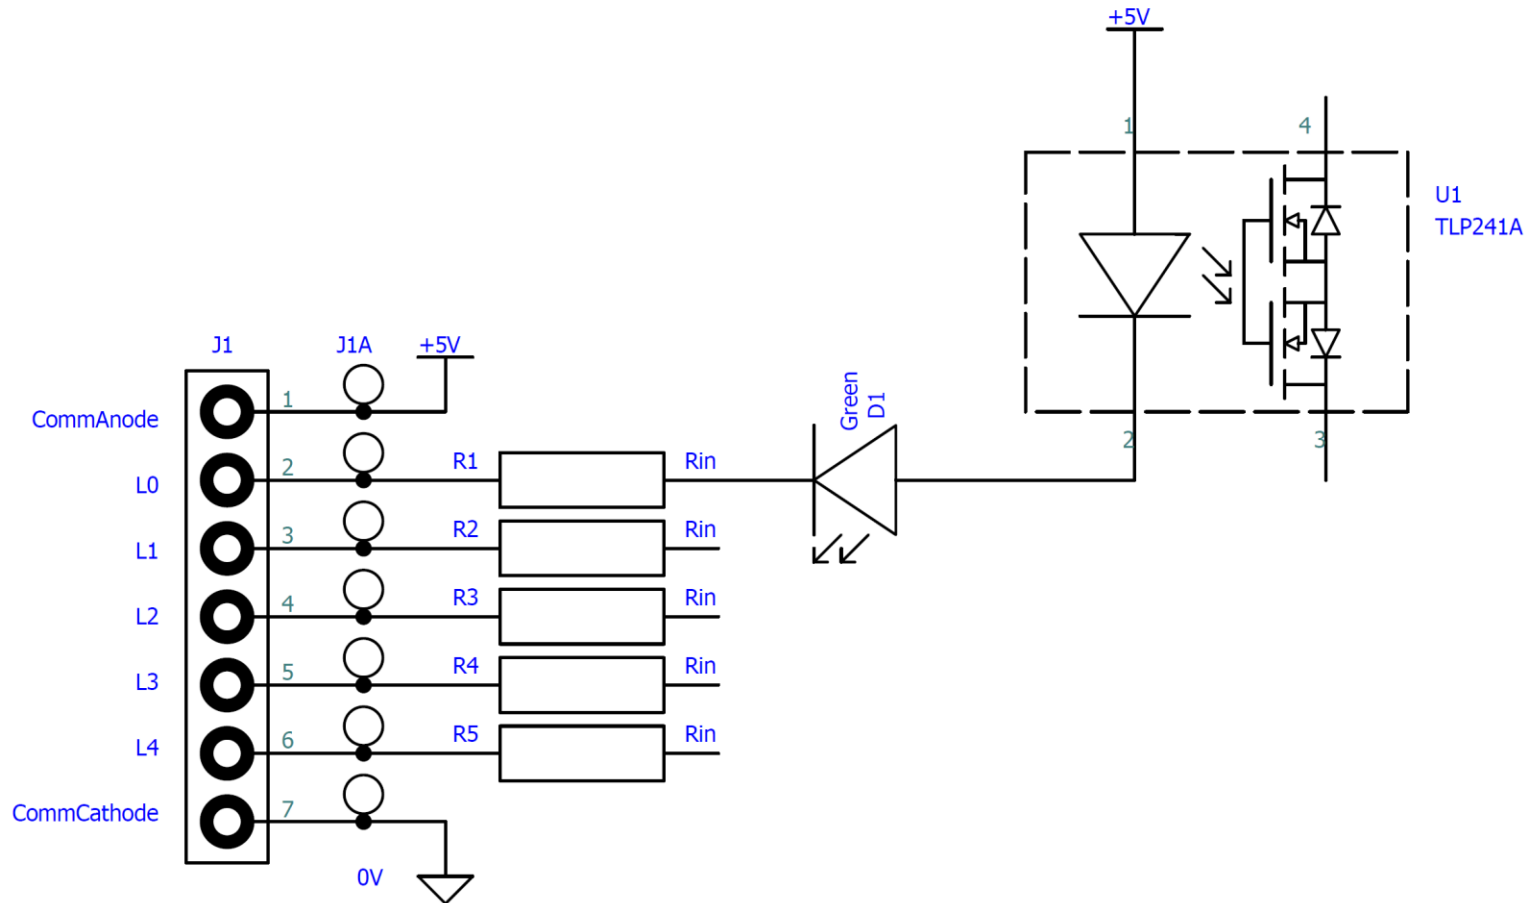 +5V
1
4
U1
TLP241A
J1
J1A
+5V
Green
D1
CommAnode
1
2
3
L0
2
R1
Rin
L1
3
R2
Rin
L2
4
R3
Rin
L3
5
R4
Rin
L4
6
R5
Rin
CommCathode
7
0V